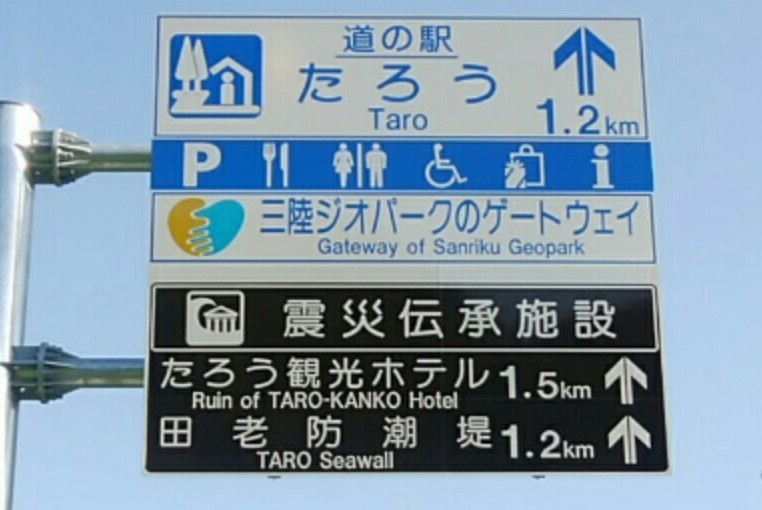 道の駅
たろう
Taro
1.2km
P
三陸ジオパークのゲートウェイ
Gateway of Sanriku Geopark
震災伝承施設
たろう観光ホテル 1.5km
Ruin of TARO-KANKO Hotel
田老防潮堤 1.2km
TARO Seawall